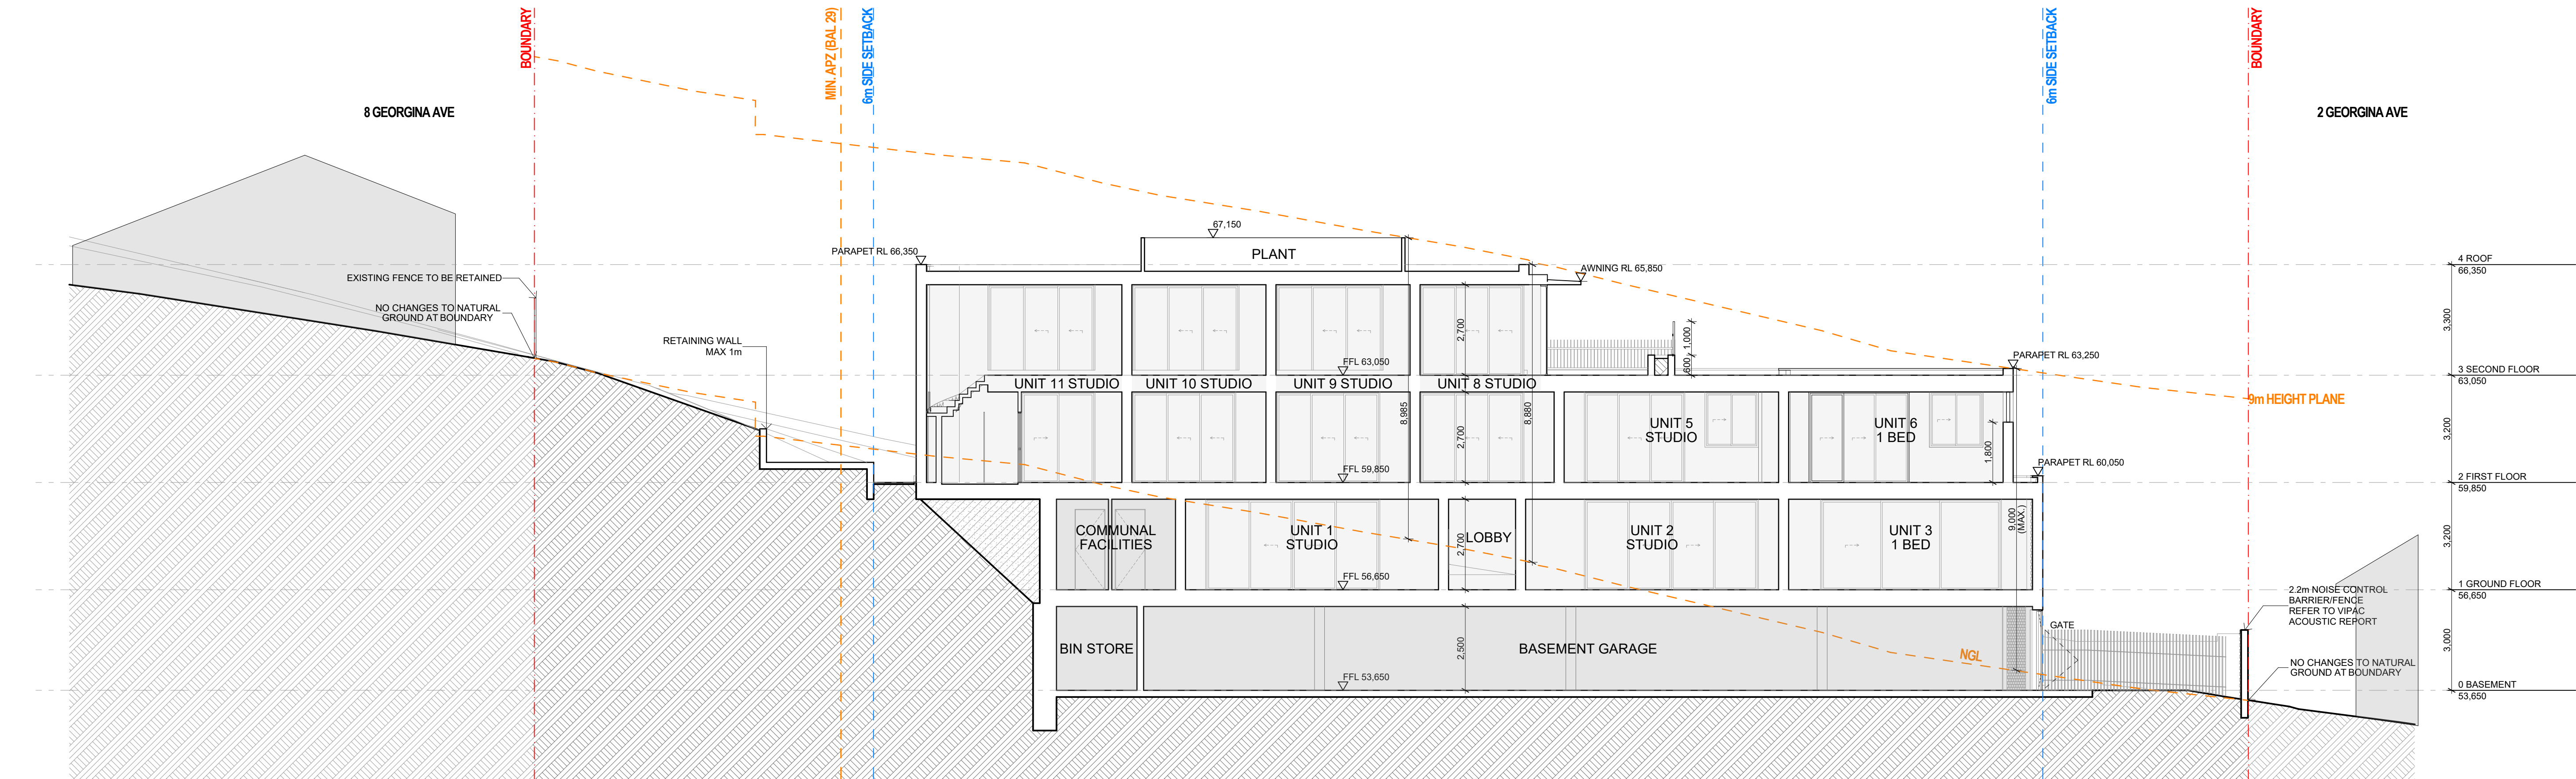 BOUNDARY
MIN. APZ (BAL 29)
6m SIDE SETBACK
6m SIDE SETBACK
BOUNDARY
8 GEORGINA AVE
2 GEORGINA AVE
67,150
PARAPET RL 66,350
PLANT
AWNING RL 65,850
4 ROOF
66,350
EXISTING FENCE TO BE RETAINED
NO CHANGES TO NATURAL
GROUND AT BOUNDARY
RETAINING WALL
MAX 1m
2,700
1,000
600
3,300
FFL 63,050
PARAPET RL 63,250
3 SECOND FLOOR
63,050
UNIT 11 STUDIO
UNIT 10 STUDIO
UNIT 9 STUDIO
UNIT 8 STUDIO
9m HEIGHT PLANE
8,985
8,880
2,700
UNIT 5
STUDIO
UNIT 6
1 BED
1,800
3,200
FFL 59,850
PARAPET RL 60,050
2 FIRST FLOOR
59,850
COMMUNAL
FACILITIES
UNIT 1
STUDIO
2,700
LOBBY
UNIT 2
STUDIO
UNIT 3
1 BED
9,000
(MAX.)
3,200
FFL 56,650
1 GROUND FLOOR
56,650
2.2m NOISE CONTROL
BARRIER/FENCE
REFER TO VIPAC
ACOUSTIC REPORT
GATE
BIN STORE
2,500
BASEMENT GARAGE
NGL
3,000
NO CHANGES TO NATURAL
GROUND AT BOUNDARY
FFL 53,650
0 BASEMENT
53,650